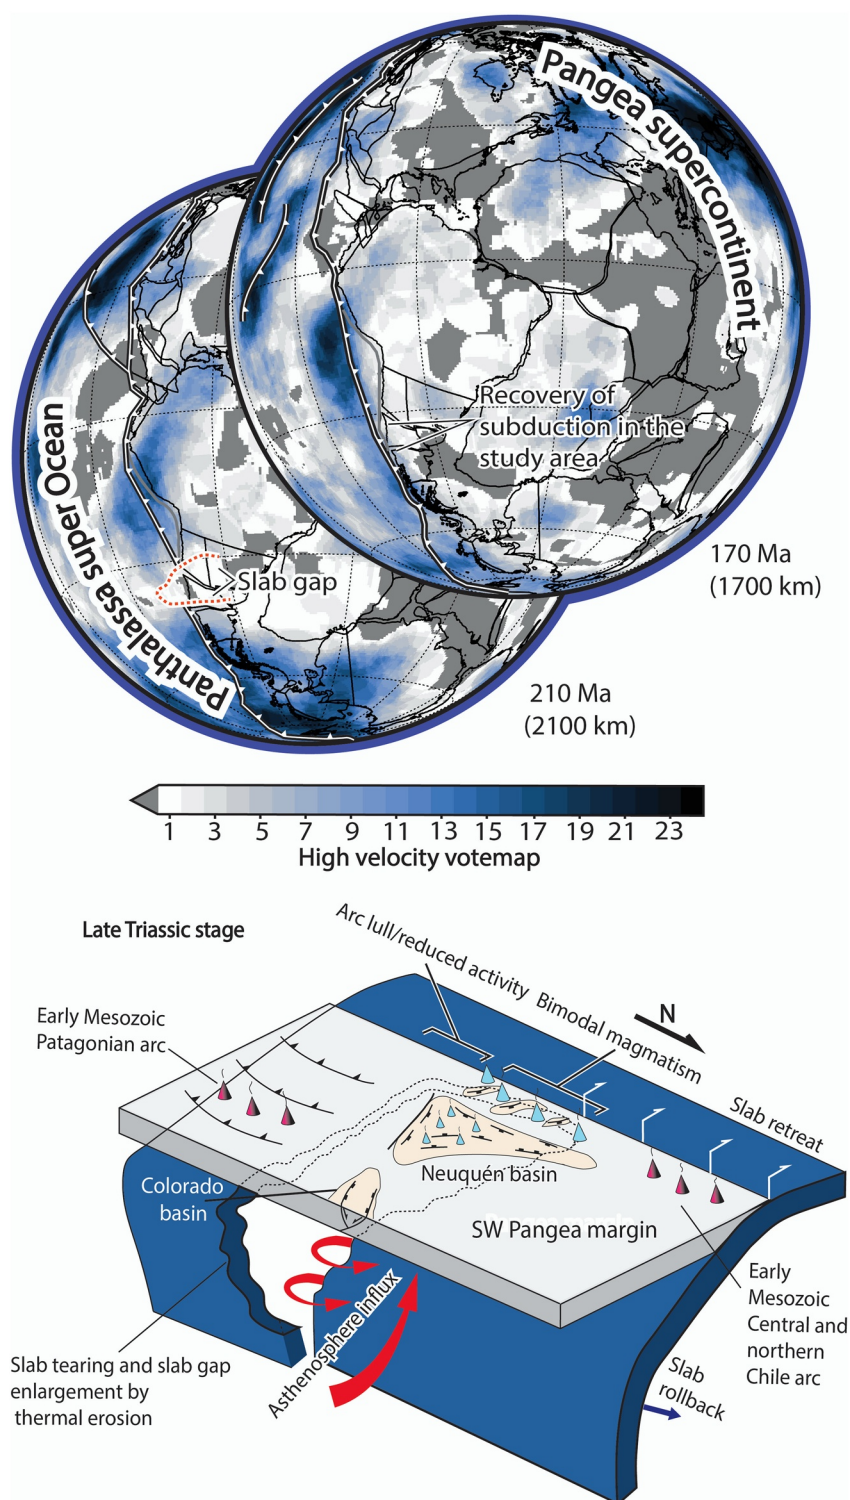 Pangea supercontinent
Panthalassa super Ocean
Recovery of
subduction in the
study area
Slab gap
170 Ma
(1700 km)
210 Ma
(2100 km)
1 3 5 7 9 11 13 15 17 19 21 23
High velocity votemap
Late Triassic stage
Arc lull/reduced activity
Bimodal magmatism
N
Early Mesozoic
Patagonian arc
Slab retreat
Neuquén basin
Colorado
basin
SW Pangea margin
Asthenosphere influx
Early
Mesozoic
Central and
northern
Chile arc
Slab tearing and slab gap
enlargement by
thermal erosion
Slab
rollback